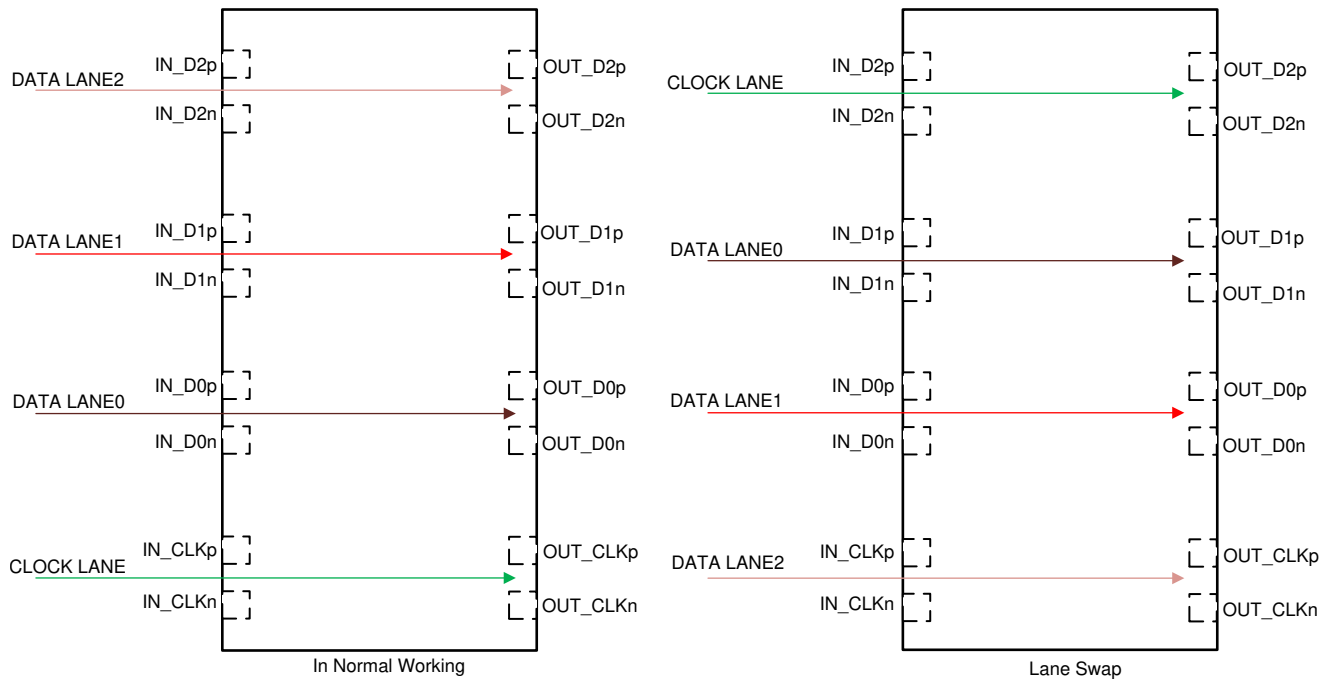 IN_D2p
OUT_D2p
DATA LANE2
IN_D2n
OUT_D2n
IN_D1p
OUT_D1p
DATA LANE1
IN_D1n
OUT_D1n
IN_D0p
OUT_D0p
DATA LANE0
IN_D0n
OUT_D0n
IN_CLKp
OUT_CLKp
CLOCK LANE
IN_CLKn
OUT_CLKn
In Normal Working
IN_D2p
OUT_D2p
CLOCK LANE
IN_D2n
OUT_D2n
IN_D1p
OUT_D1p
DATA LANE0
IN_D1n
OUT_D1n
IN_D0p
OUT_D0p
DATA LANE1
IN_D0n
OUT_D0n
IN_CLKp
OUT_CLKp
DATA LANE2
IN_CLKn
OUT_CLKn
Lane Swap